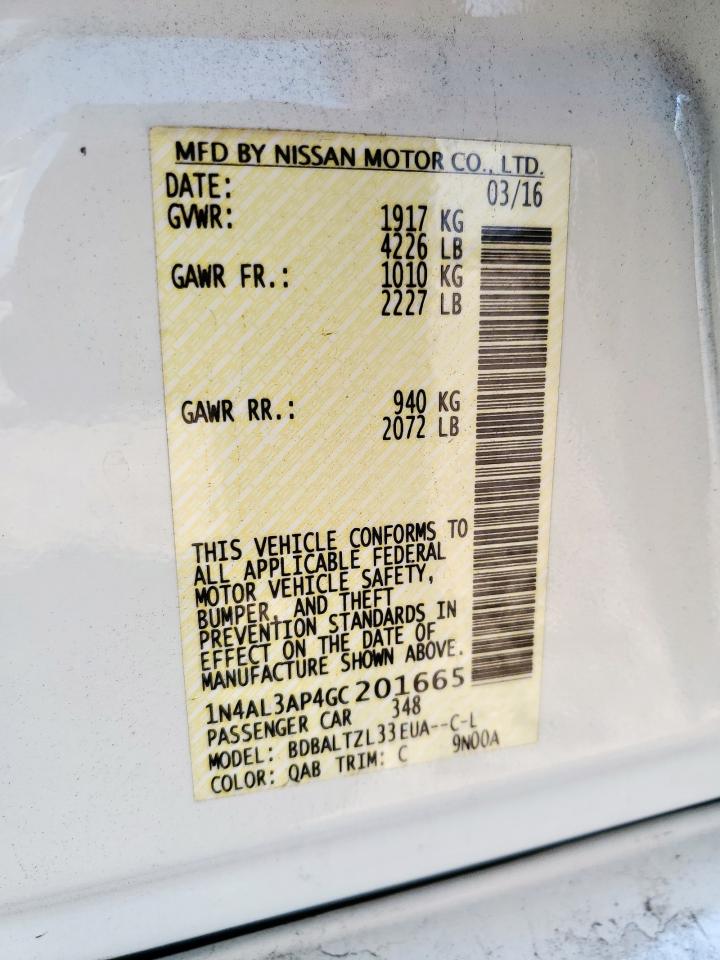 MFD BY NISSAN MOTOR CO., LTD.
DATE: 03/16
GVWR: 1917 KG
4226 LB
GAWR FR.: 1010 KG
2227 LB
GAWR RR.: 940 KG
2072 LB
THIS VEHICLE CONFORMS TO
ALL APPLICABLE FEDERAL
MOTOR VEHICLE SAFETY,
BUMPER, AND THEFT
PREVENTION STANDARDS IN
EFFECT ON THE DATE OF
MANUFACTURE SHOWN ABOVE.
1N4AL3AP4GC201665
PASSENGER CAR 348
MODEL: BDBALTZL33EUA--C-L
9N00A
COLOR: QAB TRIM: C